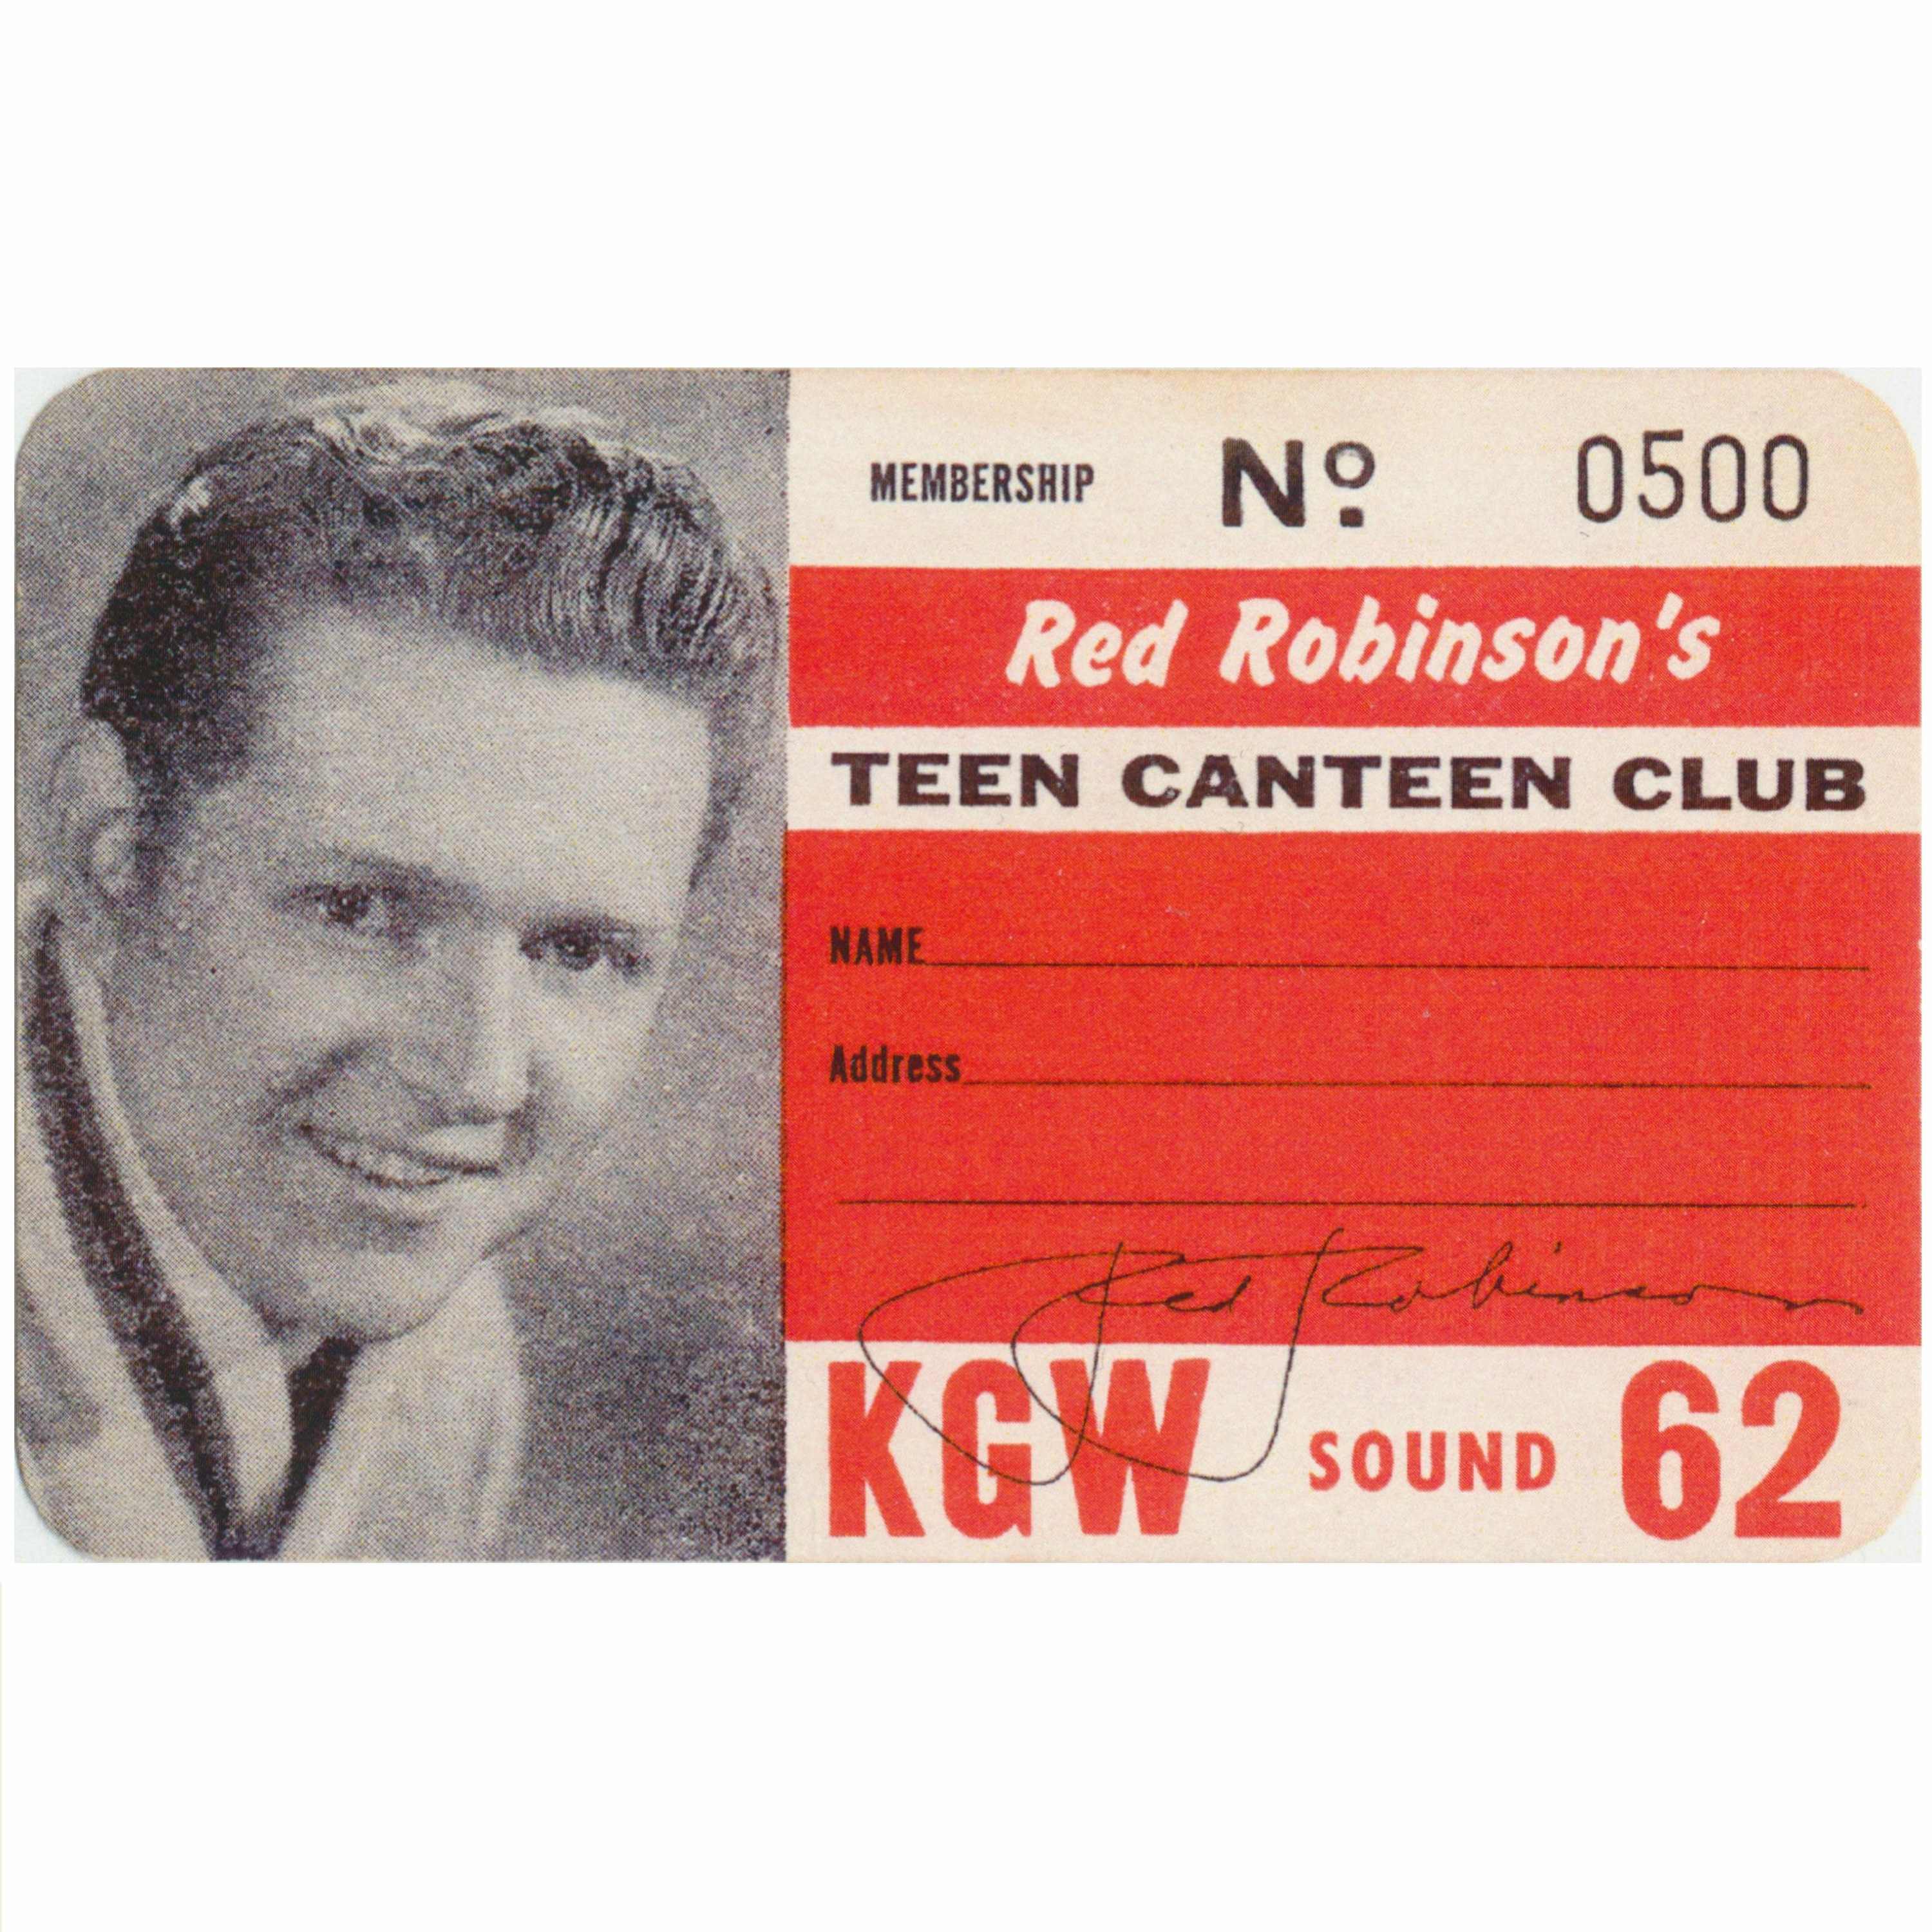 MEMBERSHIP Nº 0500
Red Robinson's
TEEN CANTEEN CLUB
NAME
Address
Red Robinson
KGW SOUND 62